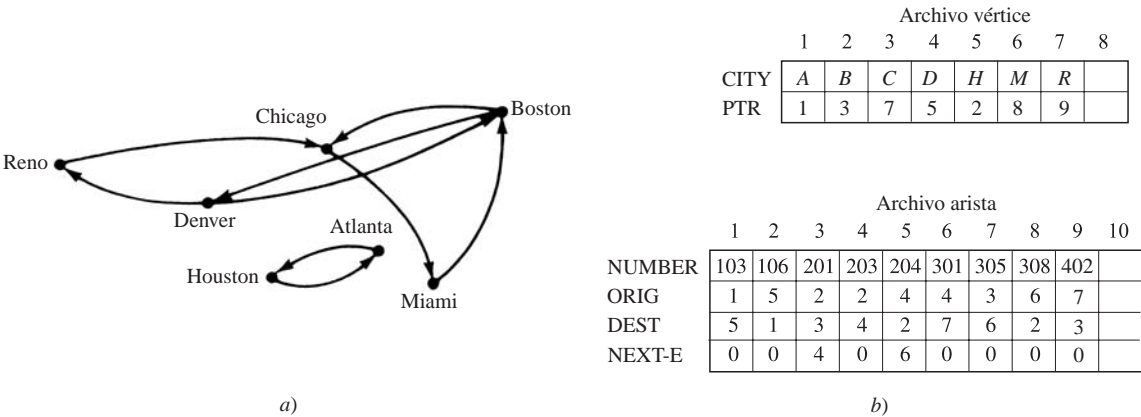 Chicago
Boston
Reno
Denver
Atlanta
Houston
Miami
a)
Archivo vértice
1 2 3 4 5 6 7 8
CITY A B C D H M R
PTR 1 3 7 5 2 8 9
Archivo arista
1 2 3 4 5 6 7 8 9 10
NUMBER 103 106 201 203 204 301 305 308 402
ORIG 1 5 2 2 4 4 3 6 7
DEST 5 1 3 4 2 7 6 2 3
NEXT-E 0 0 4 0 6 0 0 0 0
b)